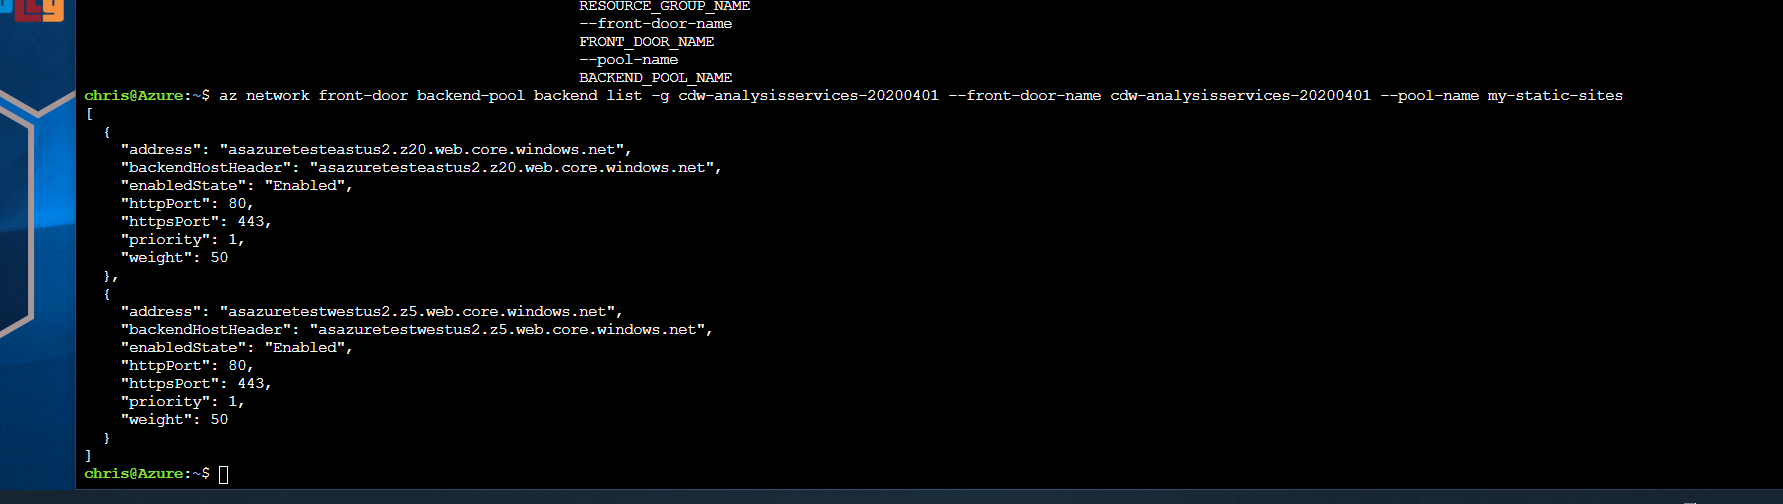 RESOURCE_GROUP_NAME
--front-door-name
FRONT_DOOR_NAME
--pool-name
BACKEND_POOL_NAME
chris@Azure:~$ az network front-door backend-pool backend list -g cdw-analysisservices-20200401 --front-door-name cdw-analysisservices-20200401 --pool-name my-static-sites
[
  {
    "address": "asazuretesteastus2.z20.web.core.windows.net",
    "backendHostHeader": "asazuretesteastus2.z20.web.core.windows.net",
    "enabledState": "Enabled",
    "httpPort": 80,
    "httpsPort": 443,
    "priority": 1,
    "weight": 50
  },
  {
    "address": "asazuretestwestus2.z5.web.core.windows.net",
    "backendHostHeader": "asazuretestwestus2.z5.web.core.windows.net",
    "enabledState": "Enabled",
    "httpPort": 80,
    "httpsPort": 443,
    "priority": 1,
    "weight": 50
  }
]
chris@Azure:~$